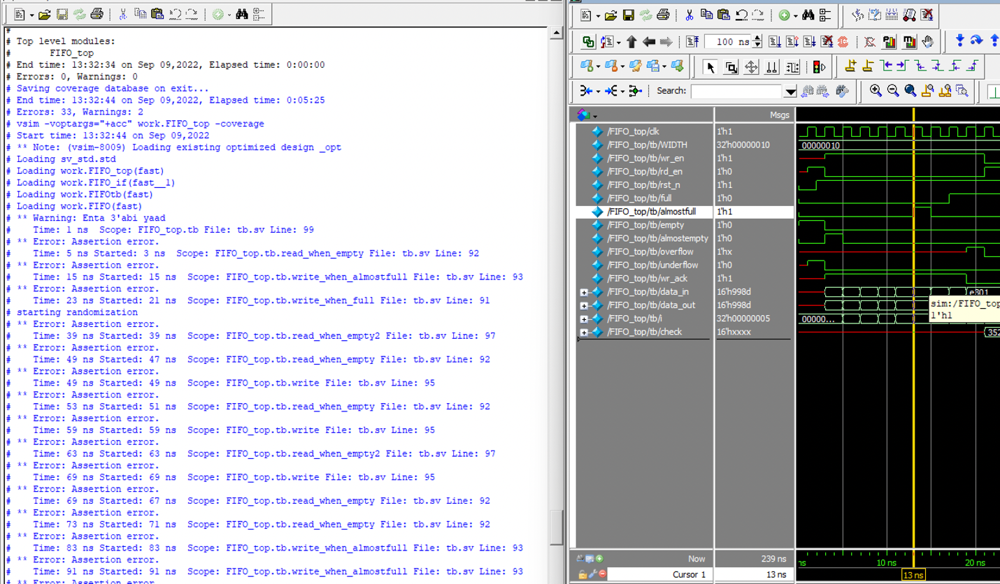 #
# Top level modules:
#       FIFO_top
# End time: 13:32:34 on Sep 09,2022, Elapsed time: 0:00:00
# Errors: 0, Warnings: 0
# Saving coverage database on exit...
# End time: 13:32:44 on Sep 09,2022, Elapsed time: 0:05:25
# Errors: 33, Warnings: 2
# vsim -voptargs="+acc" work.FIFO_top -coverage
# Start time: 13:32:44 on Sep 09,2022
# ** Note: (vsim-8009) Loading existing optimized design _opt
# Loading sv_std.std
# Loading work.FIFO_top(fast)
# Loading work.FIFO_if(fast__1)
# Loading work.FIFOtb(fast)
# Loading work.FIFO(fast)
# ** Warning: Enta 3'abi yaad
#    Time: 1 ns  Scope: FIFO_top.tb File: tb.sv Line: 99
# ** Error: Assertion error.
#    Time: 5 ns Started: 3 ns  Scope: FIFO_top.tb.read_when_empty File: tb.sv Line: 92
# ** Error: Assertion error.
#    Time: 15 ns Started: 15 ns  Scope: FIFO_top.tb.write_when_almostfull File: tb.sv Line: 93
# ** Error: Assertion error.
#    Time: 23 ns Started: 21 ns  Scope: FIFO_top.tb.write_when_full File: tb.sv Line: 91
# starting randomization
# ** Error: Assertion error.
#    Time: 39 ns Started: 39 ns  Scope: FIFO_top.tb.read_when_empty2 File: tb.sv Line: 97
# ** Error: Assertion error.
#    Time: 49 ns Started: 47 ns  Scope: FIFO_top.tb.read_when_empty File: tb.sv Line: 92
# ** Error: Assertion error.
#    Time: 49 ns Started: 49 ns  Scope: FIFO_top.tb.write File: tb.sv Line: 95
# ** Error: Assertion error.
#    Time: 53 ns Started: 51 ns  Scope: FIFO_top.tb.read_when_empty File: tb.sv Line: 92
# ** Error: Assertion error.
#    Time: 59 ns Started: 59 ns  Scope: FIFO_top.tb.write File: tb.sv Line: 95
# ** Error: Assertion error.
#    Time: 63 ns Started: 63 ns  Scope: FIFO_top.tb.read_when_empty2 File: tb.sv Line: 97
# ** Error: Assertion error.
#    Time: 69 ns Started: 69 ns  Scope: FIFO_top.tb.write File: tb.sv Line: 95
# ** Error: Assertion error.
#    Time: 69 ns Started: 67 ns  Scope: FIFO_top.tb.read_when_empty File: tb.sv Line: 92
# ** Error: Assertion error.
#    Time: 73 ns Started: 71 ns  Scope: FIFO_top.tb.read_when_empty File: tb.sv Line: 92
# ** Error: Assertion error.
#    Time: 83 ns Started: 83 ns  Scope: FIFO_top.tb.write_when_almostfull File: tb.sv Line: 93
# ** Error: Assertion error.
#    Time: 91 ns Started: 91 ns  Scope: FIFO_top.tb.write_when_almostfull File: tb.sv Line: 93
# ** Error: Assertion error.
100 ns
Search:
Msgs
/FIFO_top/clk 1'h1
/FIFO_top/tb/WIDTH 32'h00000010 00000010
/FIFO_top/tb/wr_en 1'h1
/FIFO_top/tb/rd_en 1'h0
/FIFO_top/tb/rst_n 1'h1
/FIFO_top/tb/full 1'h0
/FIFO_top/tb/almostfull 1'h1
/FIFO_top/tb/empty 1'h0
/FIFO_top/tb/almostempty 1'h0
/FIFO_top/tb/overflow 1'hx
/FIFO_top/tb/underflow 1'h0
/FIFO_top/tb/wr_ack 1'h1
/FIFO_top/tb/data_in 16'h998d e301
/FIFO_top/tb/data_out 16'h998d
/FIFO_top/tb/i 32'h00000005 00000...
/FIFO_top/tb/check 16'hxxxx 352
sim:/FIFO_top
1'h1
Now 239 ns
ns 10 ns 20 ns
Cursor 1 13 ns
13 ns